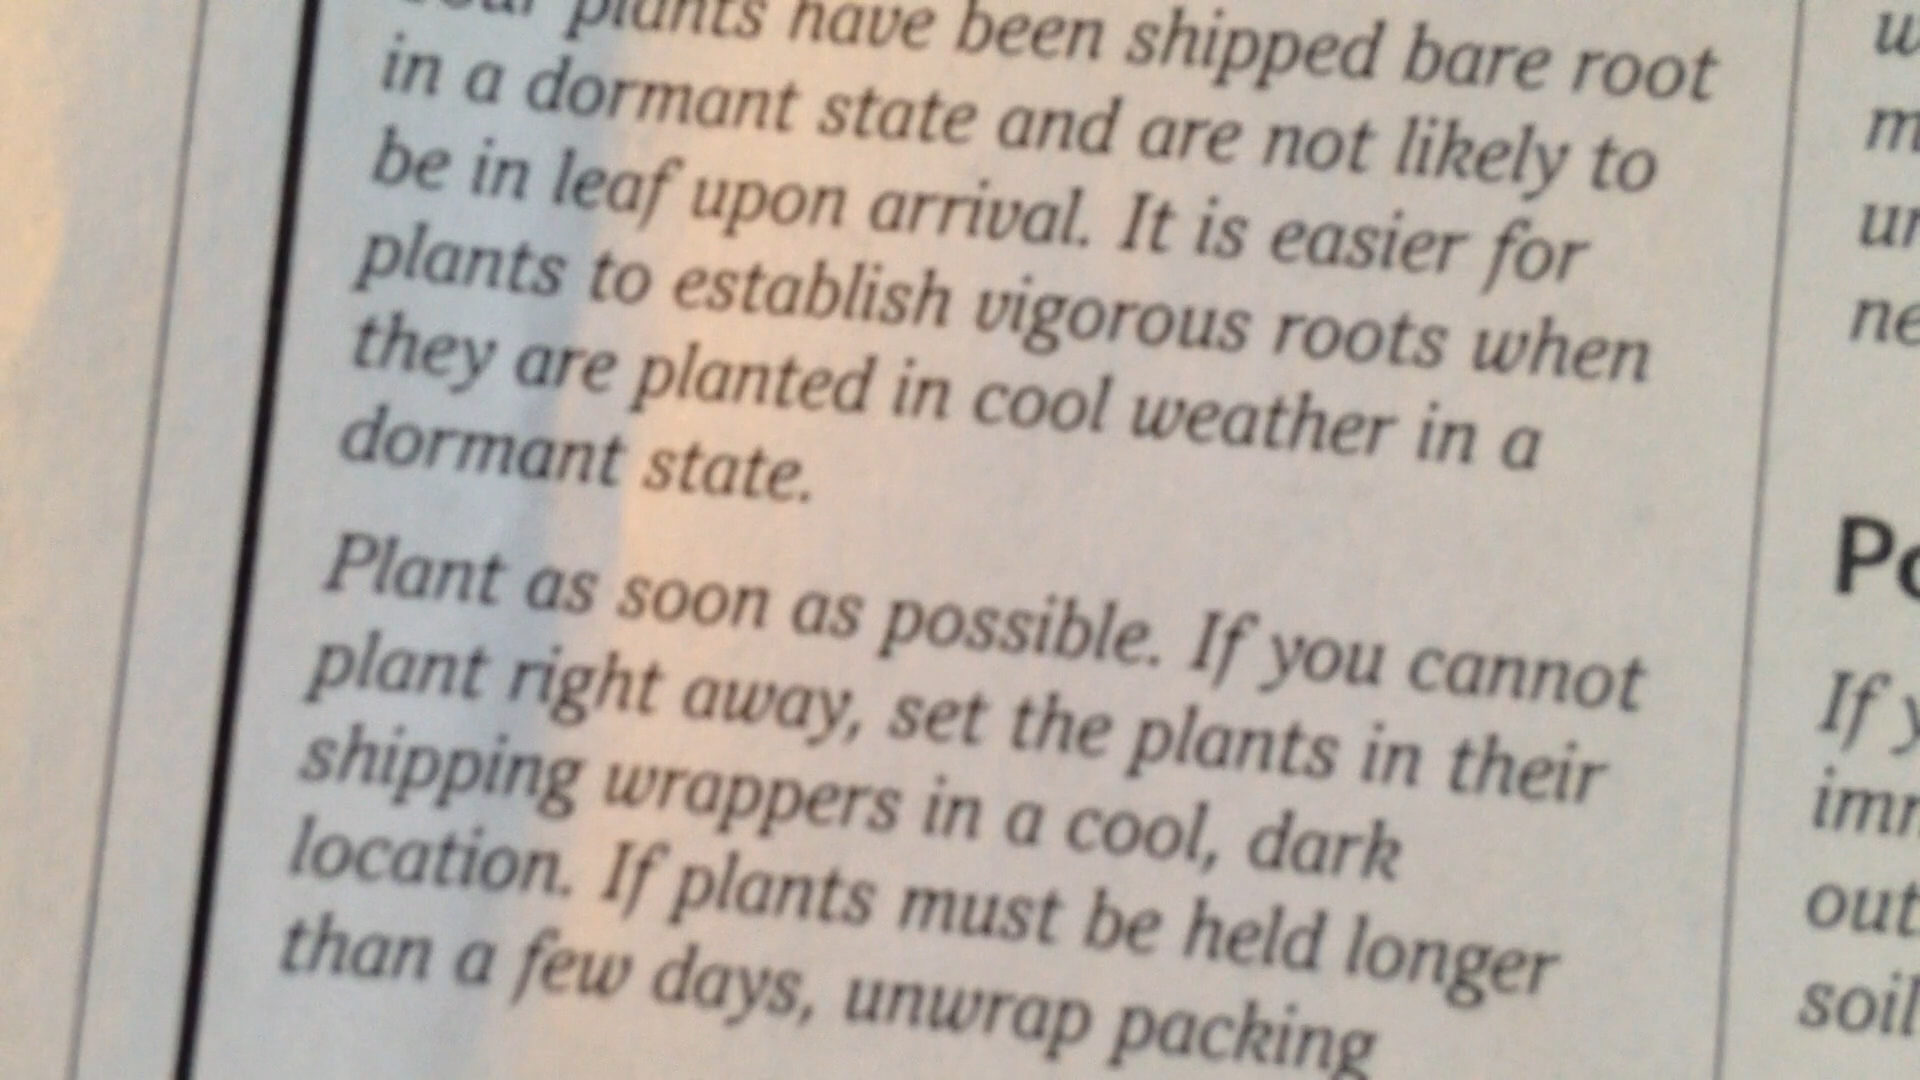 plants have been shipped bare root
in a dormant state and are not likely to
be in leaf upon arrival. It is easier for
plants to establish vigorous roots when
they are planted in cool weather in a
dormant state.
Plant as soon as possible. If you cannot
plant right away, set the plants in their
shipping wrappers in a cool, dark
location. If plants must be held longer
than a few days, unwrap packing
If
soil